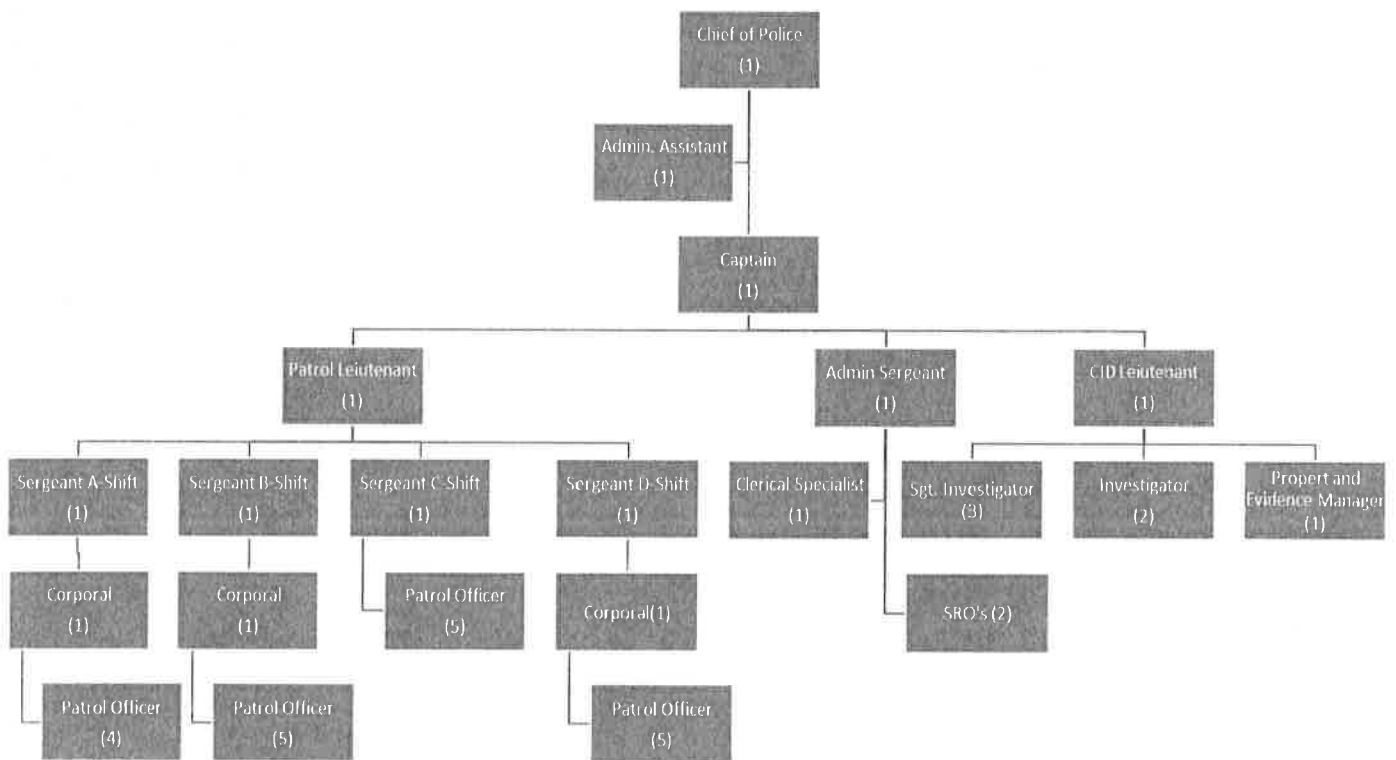 Chief of Police
(1)
Admin. Assistant
(1)
Captain
(1)
Patrol Leiutenant
(1)
Admin Sergeant
(1)
CID Leiutenant
(1)
Sergeant A-Shift
(1)
Sergeant B-Shift
(1)
Sergeant C-Shift
(1)
Sergeant D-Shift
(1)
Clerical Specialist
(1)
Sgt. Investigator
(3)
Investigator
(2)
Propert and
Evidence Manager
(1)
Corporal
(1)
Corporal
(1)
Patrol Officer
(5)
Corporal(1)
SRO's (2)
Patrol Officer
(4)
Patrol Officer
(5)
Patrol Officer
(5)